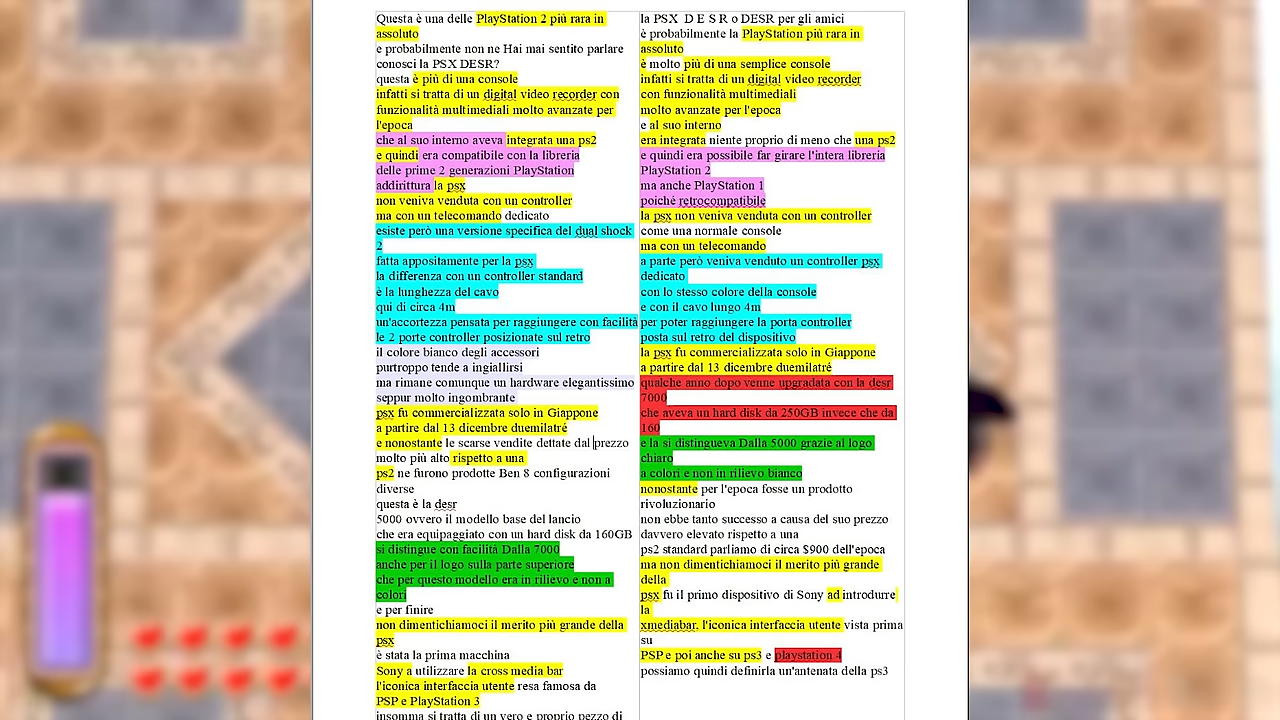 Questa è una delle PlayStation 2 più rara in
assoluto
e probabilmente non ne Hai mai sentito parlare
conosci la PSX DESR?
questa è più di una console
infatti si tratta di un digital video recorder con
funzionalità multimediali molto avanzate per
l'epoca
che al suo interno aveva integrata una ps2
e quindi era compatibile con la libreria
delle prime 2 generazioni PlayStation
addirittura la psx
non veniva venduta con un controller
ma con un telecomando dedicato
esiste però una versione specifica del dual shock
2
fatta appositamente per la psx
la differenza con un controller standard
è la lunghezza del cavo
qui di circa 4m
un'accortezza pensata per raggiungere con facilità
le 2 porte controller posizionate sul retro
il colore bianco degli accessori
purtroppo tende a ingiallirsi
ma rimane comunque un hardware elegantissimo
seppur molto ingombrante
psx fu commercializzata solo in Giappone
a partire dal 13 dicembre duemilatré
e nonostante le scarse vendite dettate dal prezzo
molto più alto rispetto a una
ps2 ne furono prodotte Ben 8 configurazioni
diverse
questa è la desr
5000 ovvero il modello base del lancio
che era equipaggiato con un hard disk da 160GB
si distingue con facilità Dalla 7000
anche per il logo sulla parte superiore
che per questo modello era in rilievo e non a
colori
e per finire
non dimentichiamoci il merito più grande della
psx
è stata la prima macchina
Sony a utilizzare la cross media bar
l'iconica interfaccia utente resa famosa da
PSP e PlayStation 3
insomma si tratta di un vero e proprio pezzo di
la PSX D E S R o DESR per gli amici
è probabilmente la PlayStation più rara in
assoluto
è molto più di una semplice console
infatti si tratta di un digital video recorder
con funzionalità multimediali
molto avanzate per l'epoca
e al suo interno
era integrata niente proprio di meno che una ps2
e quindi era possibile far girare l'intera libreria
PlayStation 2
ma anche PlayStation 1
poiché retrocompatibile
la psx non veniva venduta con un controller
come una normale console
ma con un telecomando
a parte però veniva venduto un controller psx
dedicato
con lo stesso colore della console
e con il cavo lungo 4m
per poter raggiungere la porta controller
posta sul retro del dispositivo
la psx fu commercializzata solo in Giappone
a partire dal 13 dicembre duemilatré
qualche anno dopo venne upgradata con la desr
7000
che aveva un hard disk da 250GB invece che da
160
e la si distingueva Dalla 5000 grazie al logo
chiaro
a colori e non in rilievo bianco
nonostante per l'epoca fosse un prodotto
rivoluzionario
non ebbe tanto successo a causa del suo prezzo
davvero elevato rispetto a una
ps2 standard parliamo di circa $900 dell'epoca
ma non dimentichiamoci il merito più grande
della
psx fu il primo dispositivo di Sony ad introdurre
la
xmediabar. l'iconica interfaccia utente vista prima
su
PSP e poi anche su ps3 e playstation 4
possiamo quindi definirla un'antenata della ps3